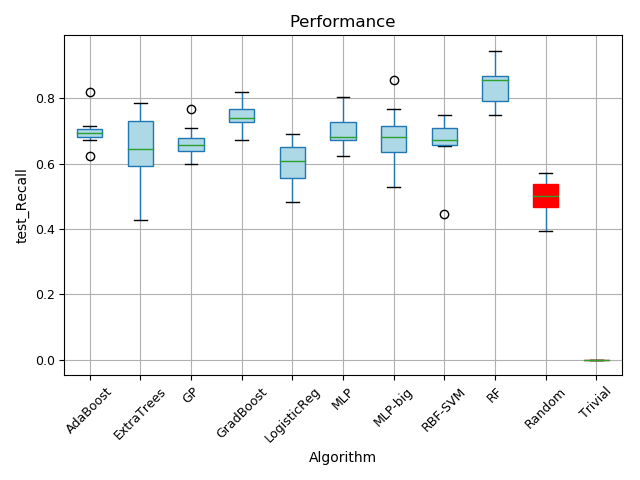 Performance
test_Recall
0.8
0.6
0.4
0.2
0.0
AdaBoost
ExtraTrees
GP
GradBoost
LogisticReg
MLP
MLP-big
RBF-SVM
RF
Random
Trivial
Algorithm